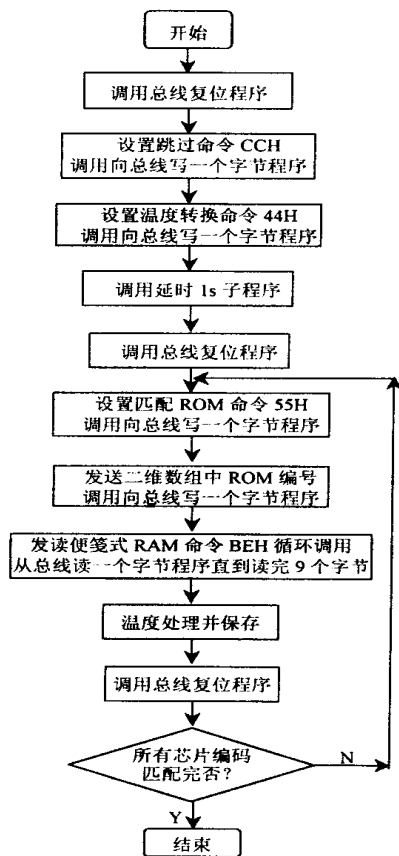 开始
调用总线复位程序
设置跳过命令 CCH
调用向总线写一个字节程序
设置温度转换命令 44H
调用向总线写一个字节程序
调用延时 1s 子程序
调用总线复位程序
设置匹配 ROM 命令 55H
调用向总线写一个字节程序
发送二维数组中 ROM 编号
调用向总线写一个字节程序
发读便笺式 RAM 命令 BEH 循环调用
从总线读一个字节程序直到读完 9 个字节
温度处理并保存
调用总线复位程序
所有芯片编码
匹配完否?
N
Y
结束